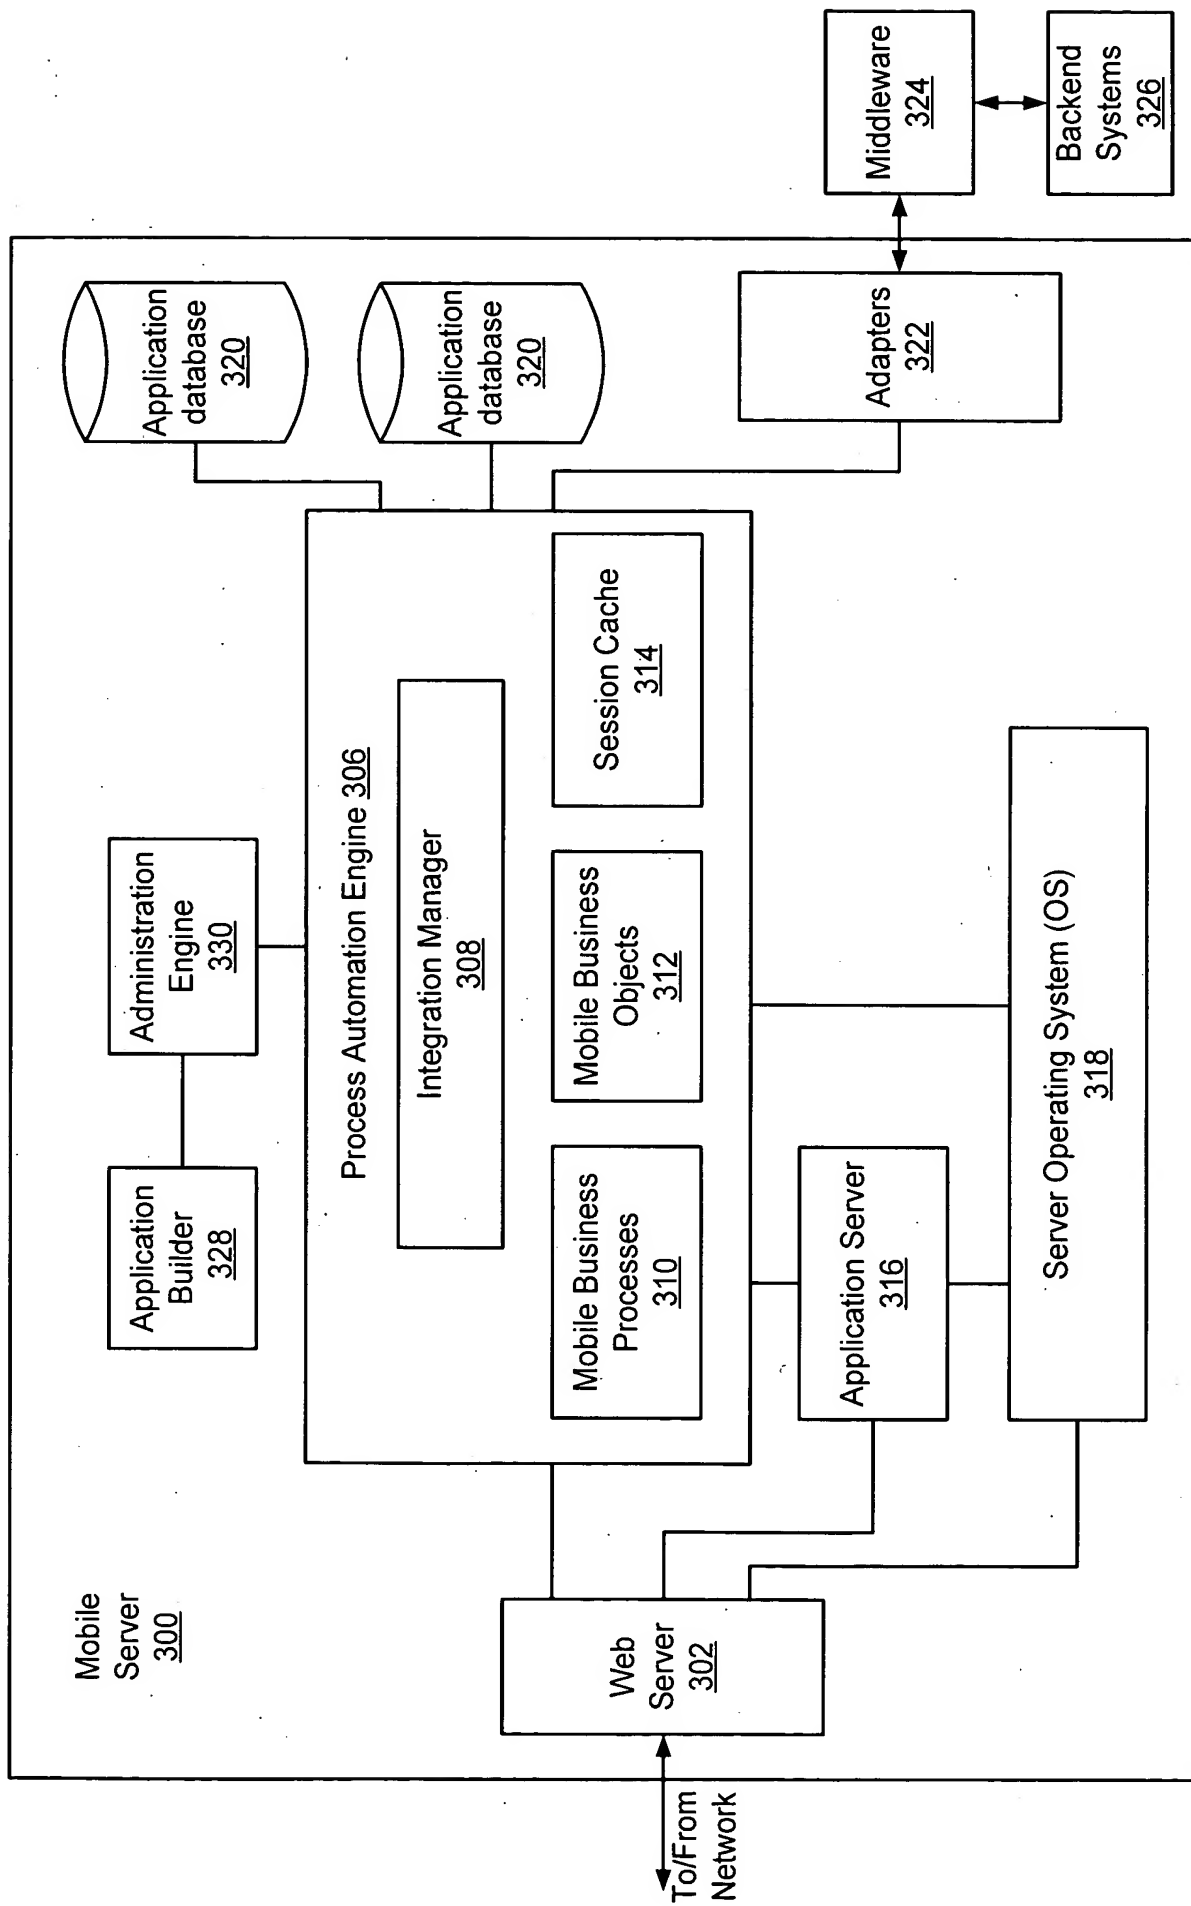 Mobile
Server
300
Application
Builder
328
Administration
Engine
330
Application
database
320
Application
database
320
Process Automation Engine 306
Integration Manager
308
Mobile Business
Processes
310
Mobile Business
Objects
312
Session Cache
314
Web
Server
302
To/From
Network
Application Server
316
Server Operating System (OS)
318
Adapters
322
Middleware
324
Backend
Systems
326